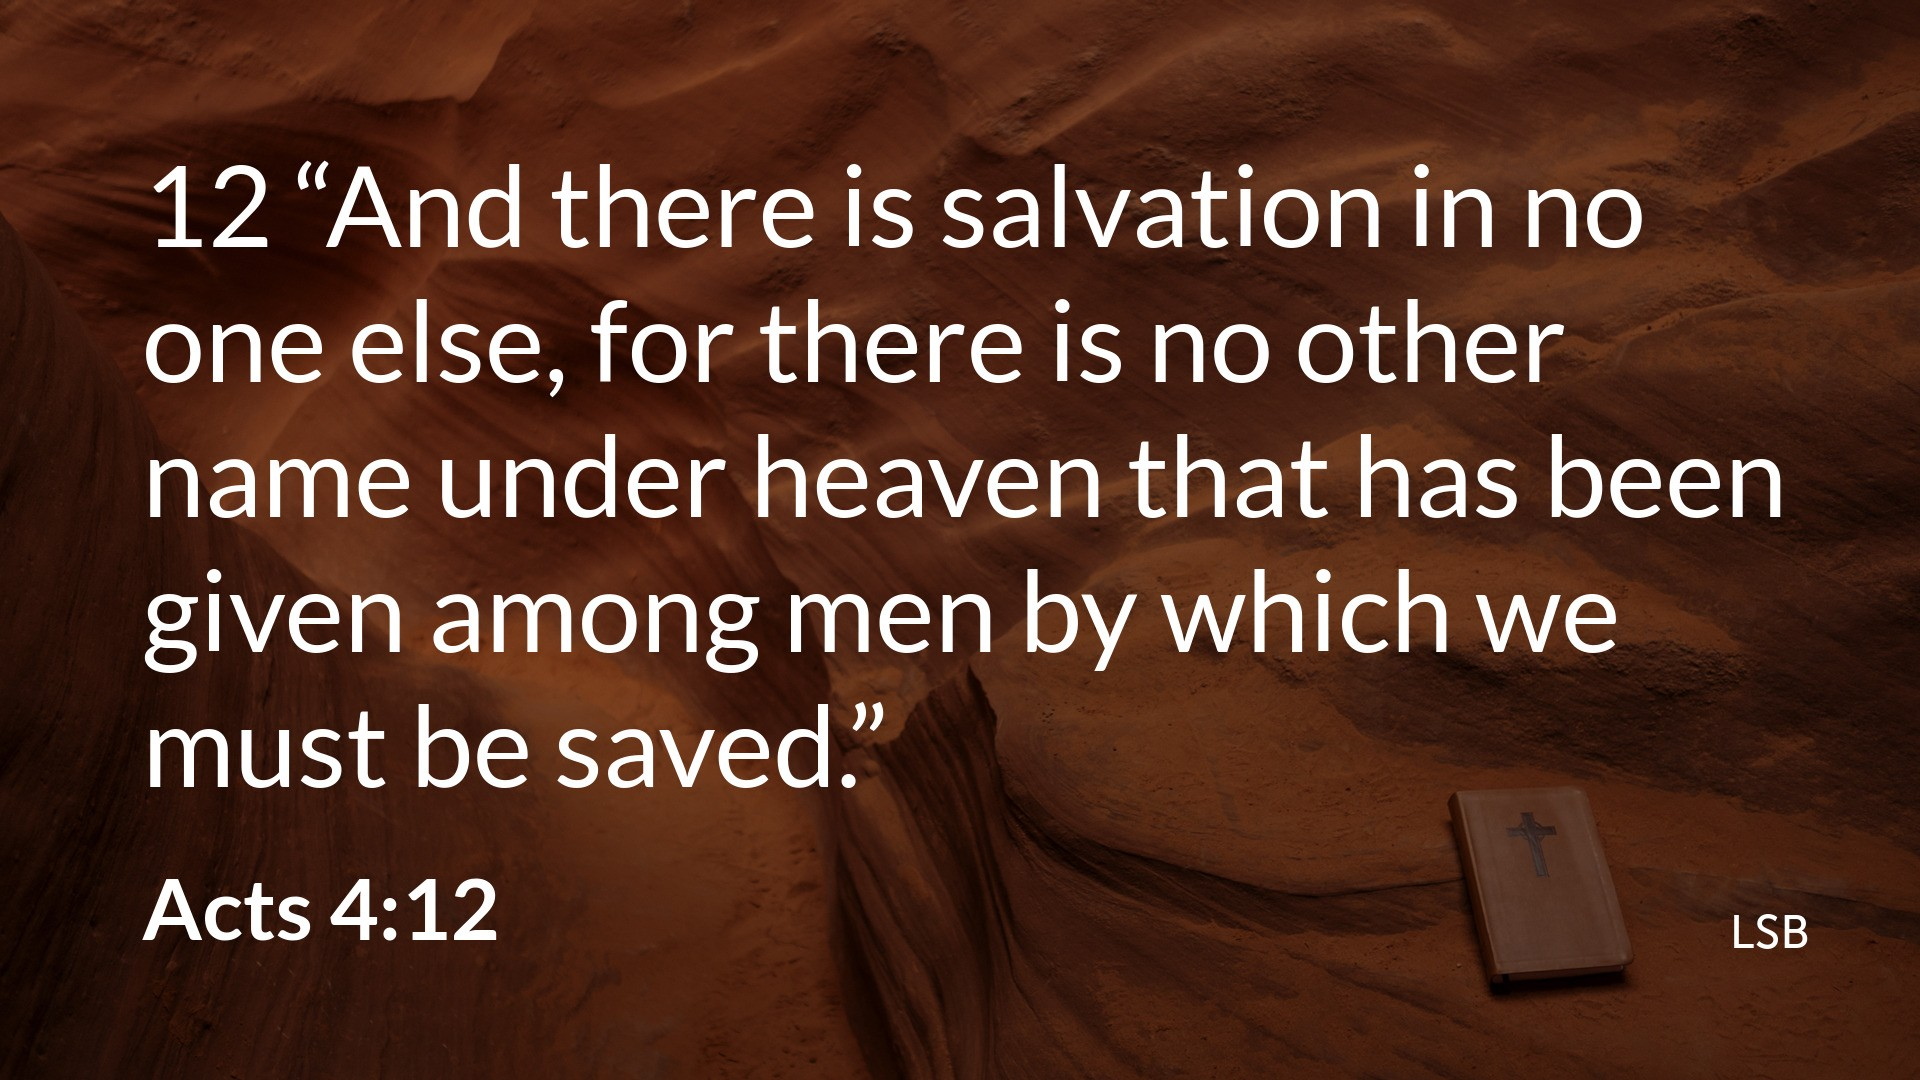 12 “And there is salvation in no
one else, for there is no other
name under heaven that has been
given among men by which we
must be saved.”
Acts 4:12
LSB